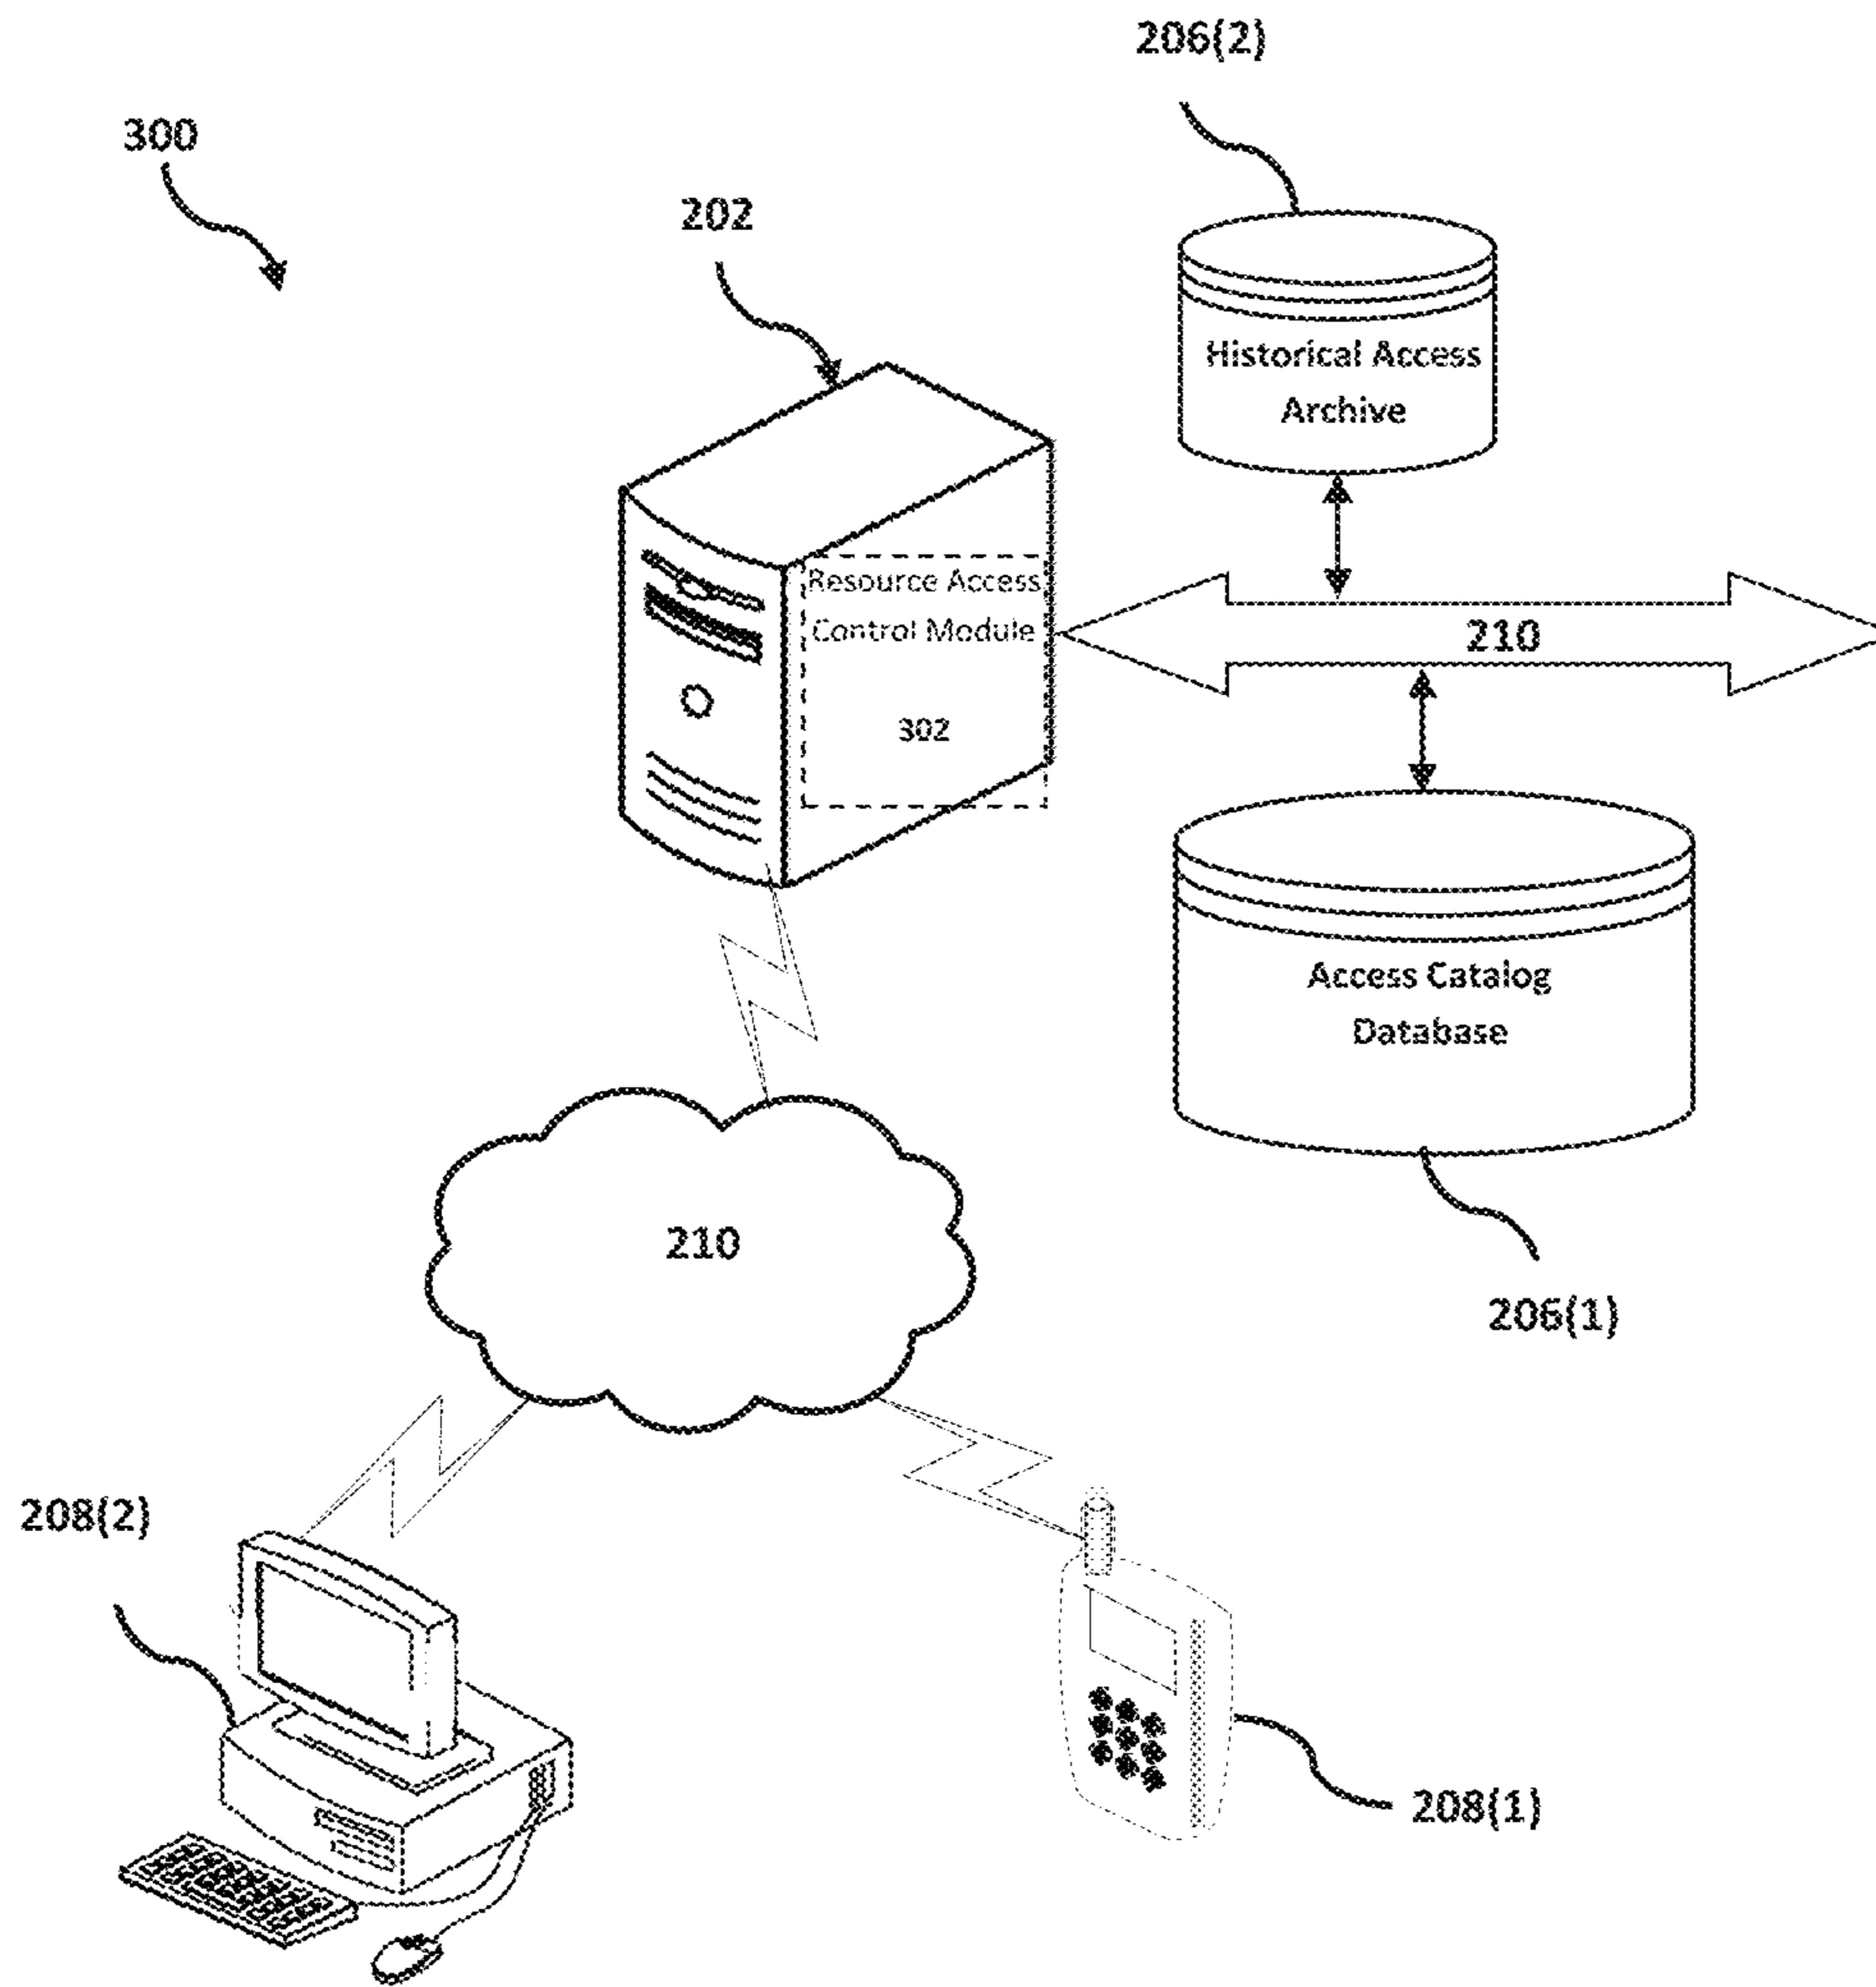 206(2)
300
202
Historical Access
Archive
Resource Access
Control Module
302
210
Access Catalog
Database
210
206(1)
208(2)
208(1)